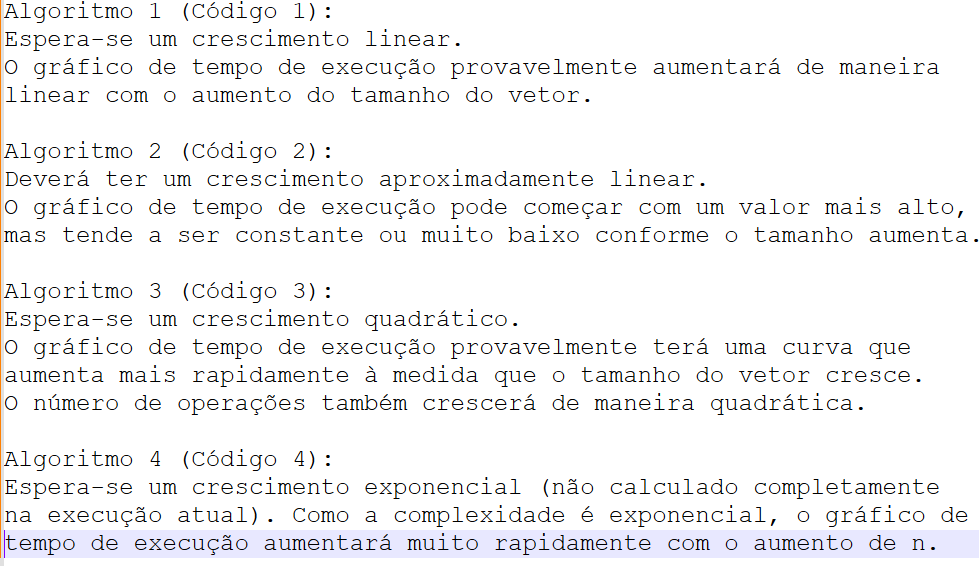 Algoritmo 1 (Código 1):
Espera-se um crescimento linear.
O gráfico de tempo de execução provavelmente aumentará de maneira
linear com o aumento do tamanho do vetor.
Algoritmo 2 (Código 2):
Deverá ter um crescimento aproximadamente linear.
O gráfico de tempo de execução pode começar com um valor mais alto,
mas tende a ser constante ou muito baixo conforme o tamanho aumenta.
Algoritmo 3 (Código 3):
Espera-se um crescimento quadrático.
O gráfico de tempo de execução provavelmente terá uma curva que
aumenta mais rapidamente à medida que o tamanho do vetor cresce.
O número de operações também crescerá de maneira quadrática.
Algoritmo 4 (Código 4):
Espera-se um crescimento exponencial (não calculado completamente
na execução atual). Como a complexidade é exponencial, o gráfico de
tempo de execução aumentará muito rapidamente com o aumento de n.